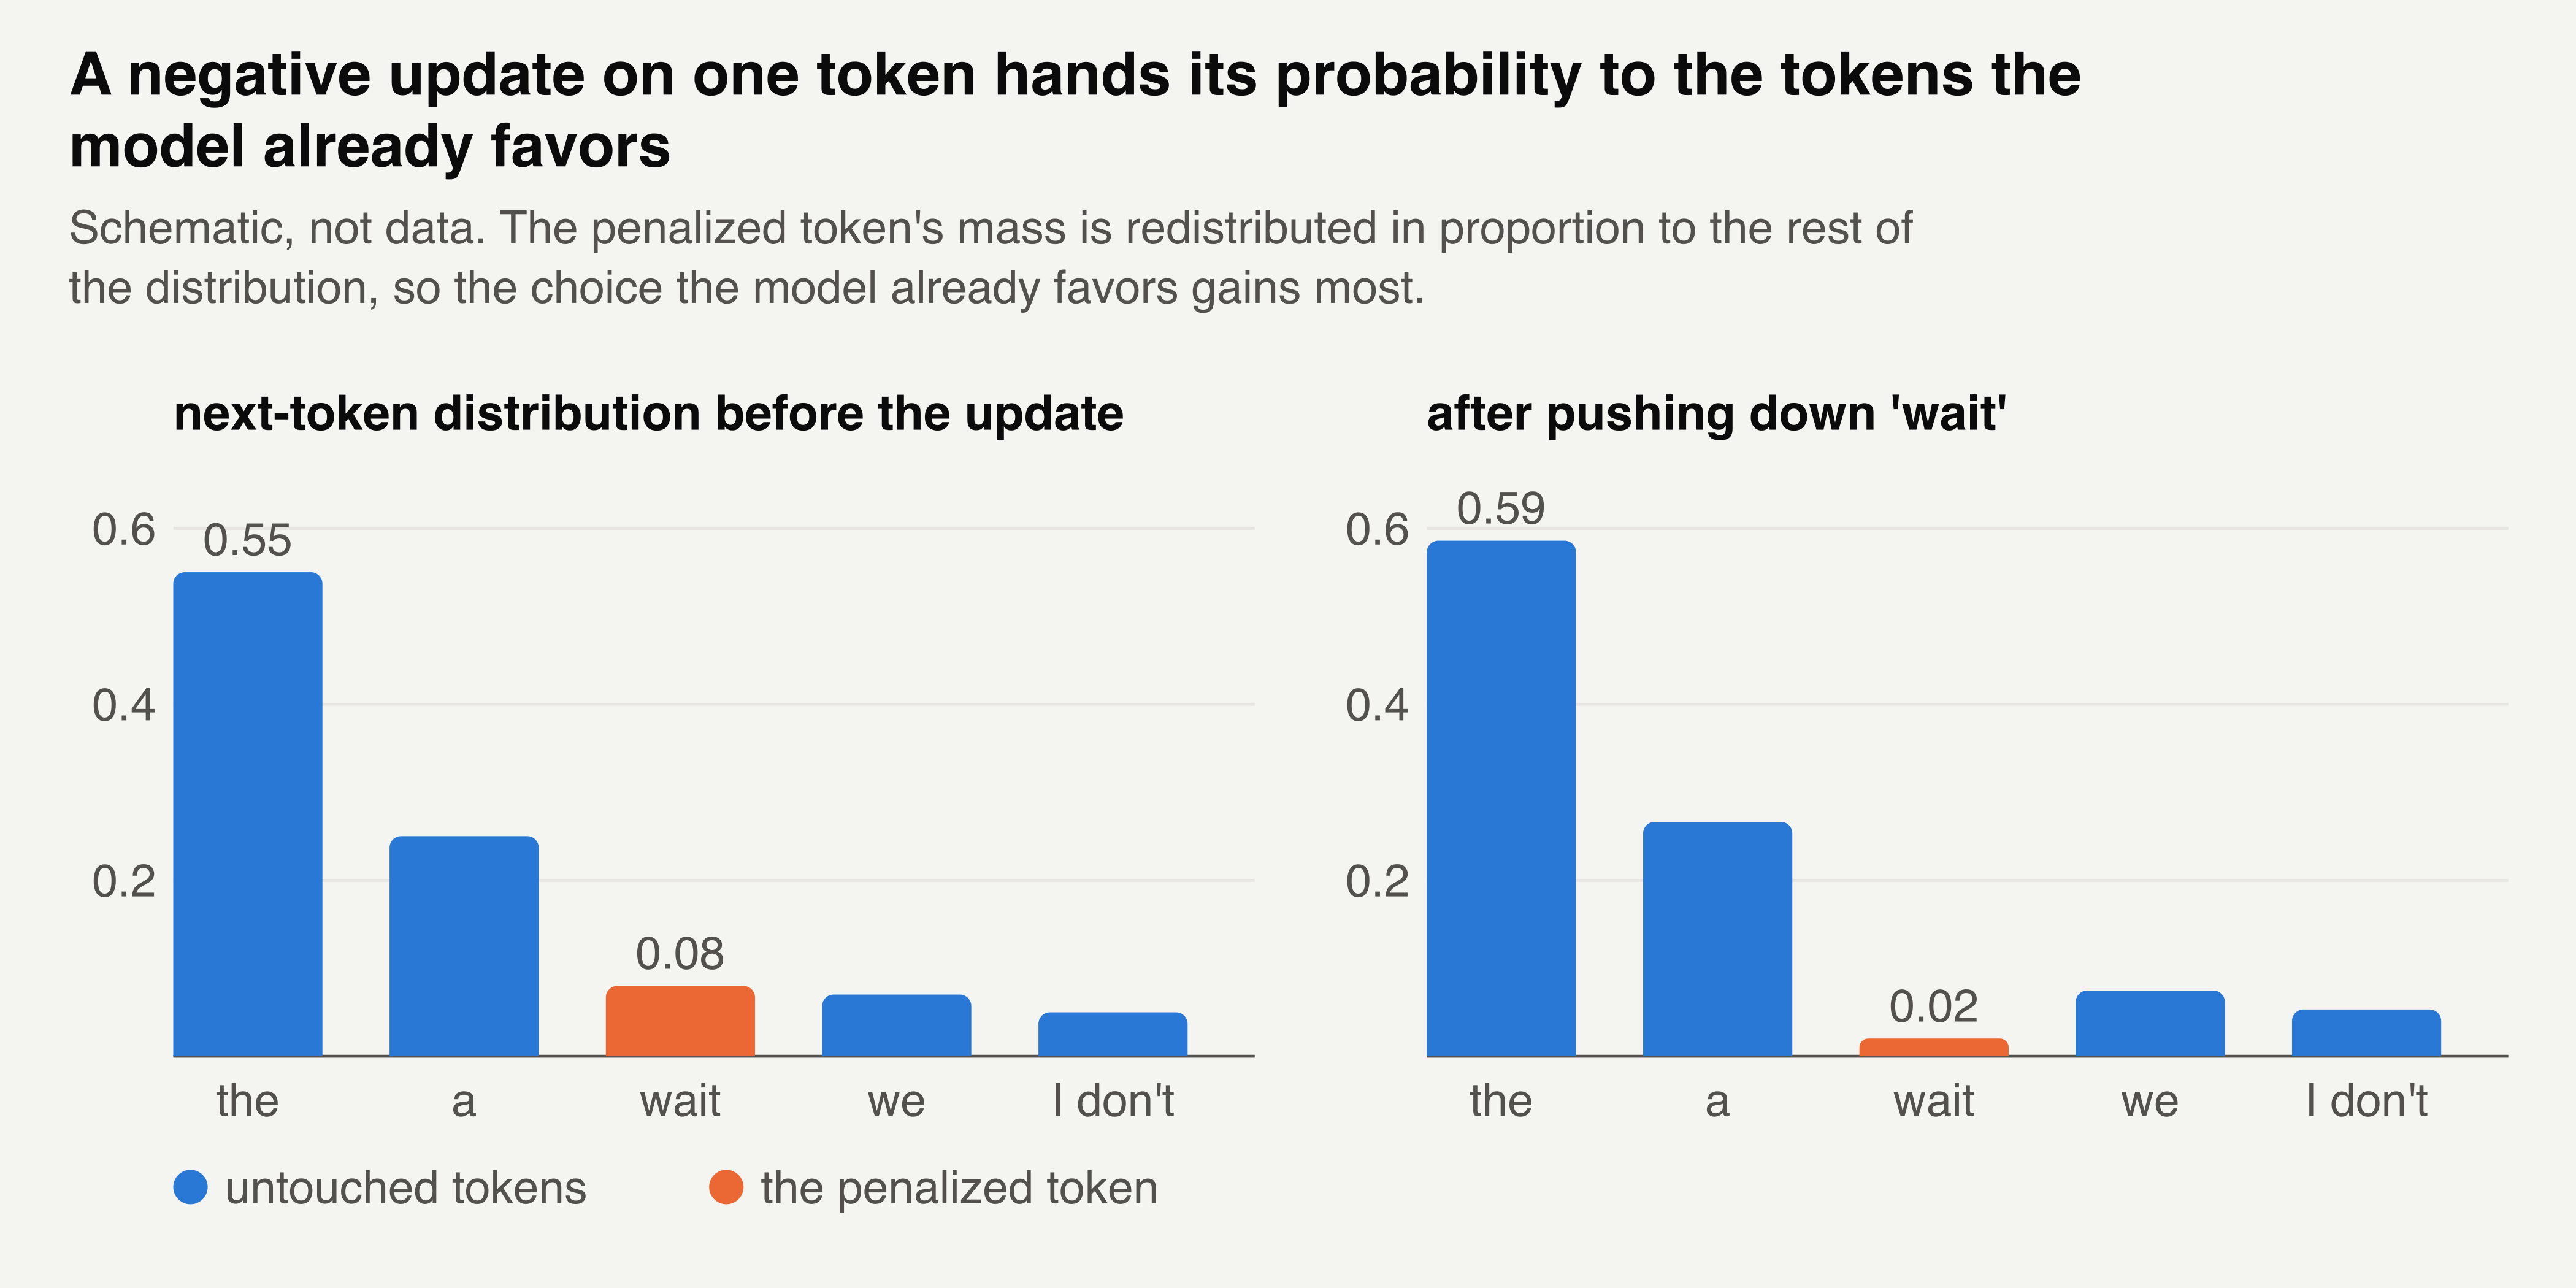 A negative update on one token hands its probability to the tokens the
model already favors
Schematic, not data. The penalized token's mass is redistributed in proportion to the rest of
the distribution, so the choice the model already favors gains most.
next-token distribution before the update
0.6
0.4
0.2
0.55
0.08
the
a
wait
we
I don't
after pushing down 'wait'
0.6
0.4
0.2
0.59
0.02
the
a
wait
we
I don't
untouched tokens
the penalized token